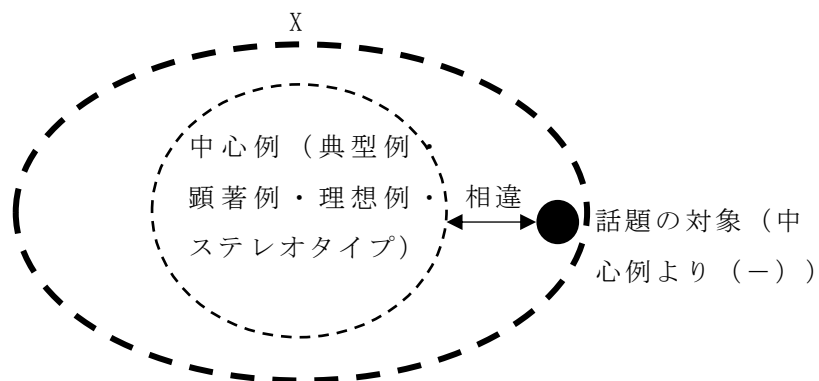 X
中心例（典型例・
顕著例・理想例・
ステレオタイプ）
相違
話題の対象（中
心例より（－））